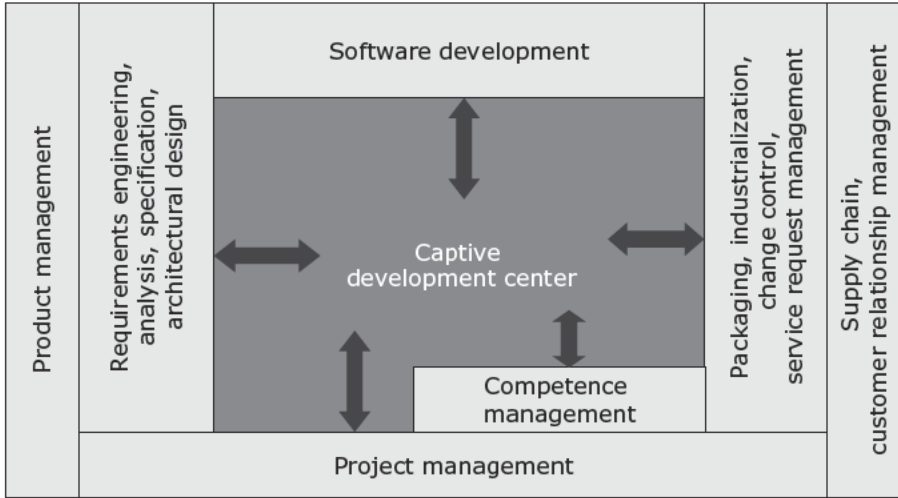 Product management
Requirements engineering,
analysis, specification,
architectural design
Software development
Captive
development center
Competence
management
Project management
Packaging, industrialization,
change control,
service request management
Supply chain,
customer relationship management